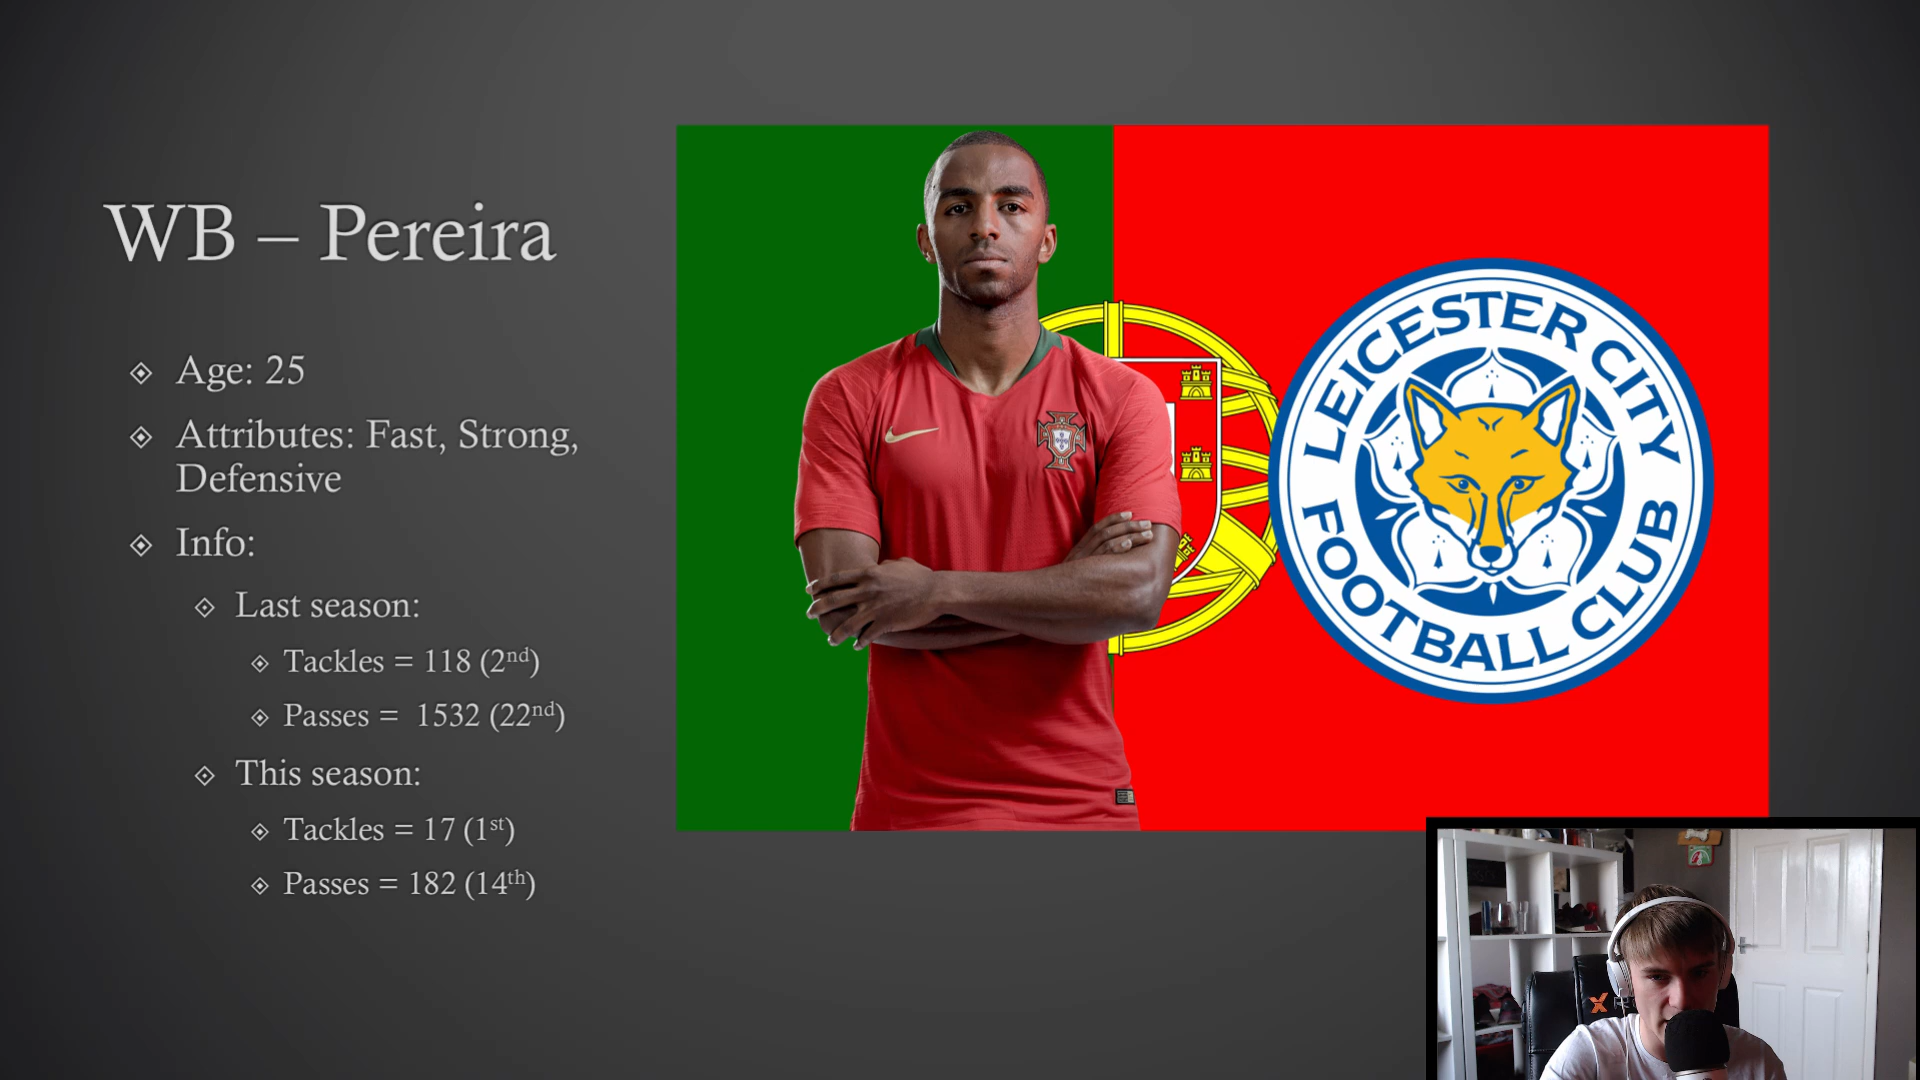 WB – Pereira
Age: 25
Attributes: Fast, Strong,
Defensive
Info:
Last season:
Tackles = 118 (2nd)
Passes = 1532 (22nd)
This season:
Tackles = 17 (1st)
Passes = 182 (14th)
LEICESTER CITY
FOOTBALL CLUB